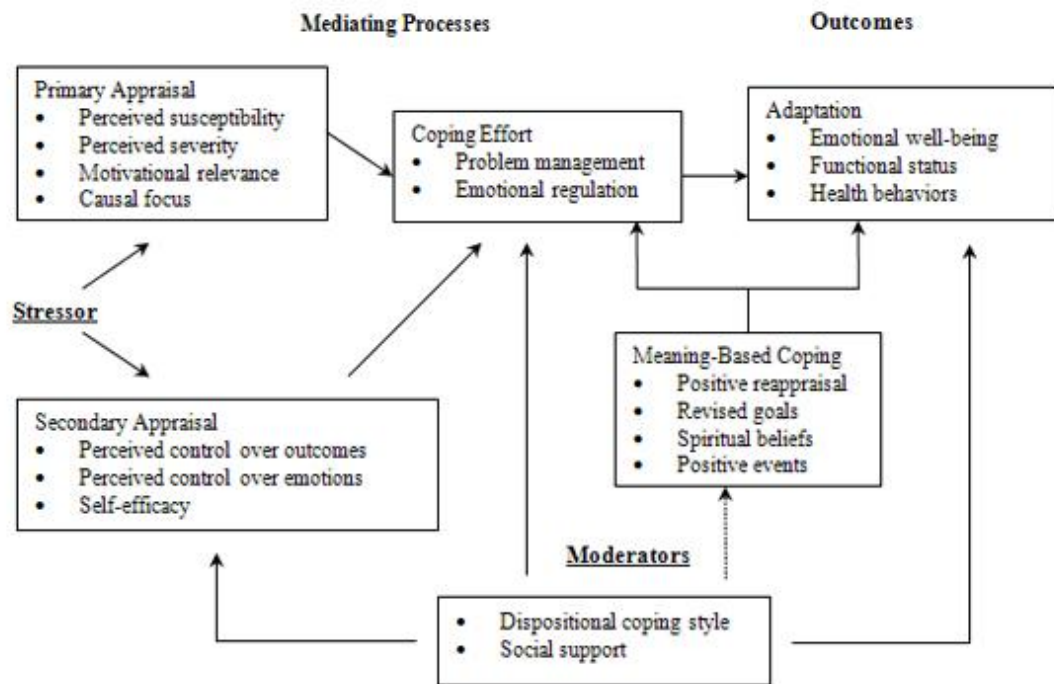 Mediating Processes
Outcomes
Primary Appraisal
• Perceived susceptibility
• Perceived severity
• Motivational relevance
• Causal focus
Coping Effort
• Problem management
• Emotional regulation
Adaptation
• Emotional well-being
• Functional status
• Health behaviors
Stressor
Meaning-Based Coping
• Positive reappraisal
• Revised goals
• Spiritual beliefs
• Positive events
Secondary Appraisal
• Perceived control over outcomes
• Perceived control over emotions
• Self-efficacy
Moderators
• Dispositional coping style
• Social support